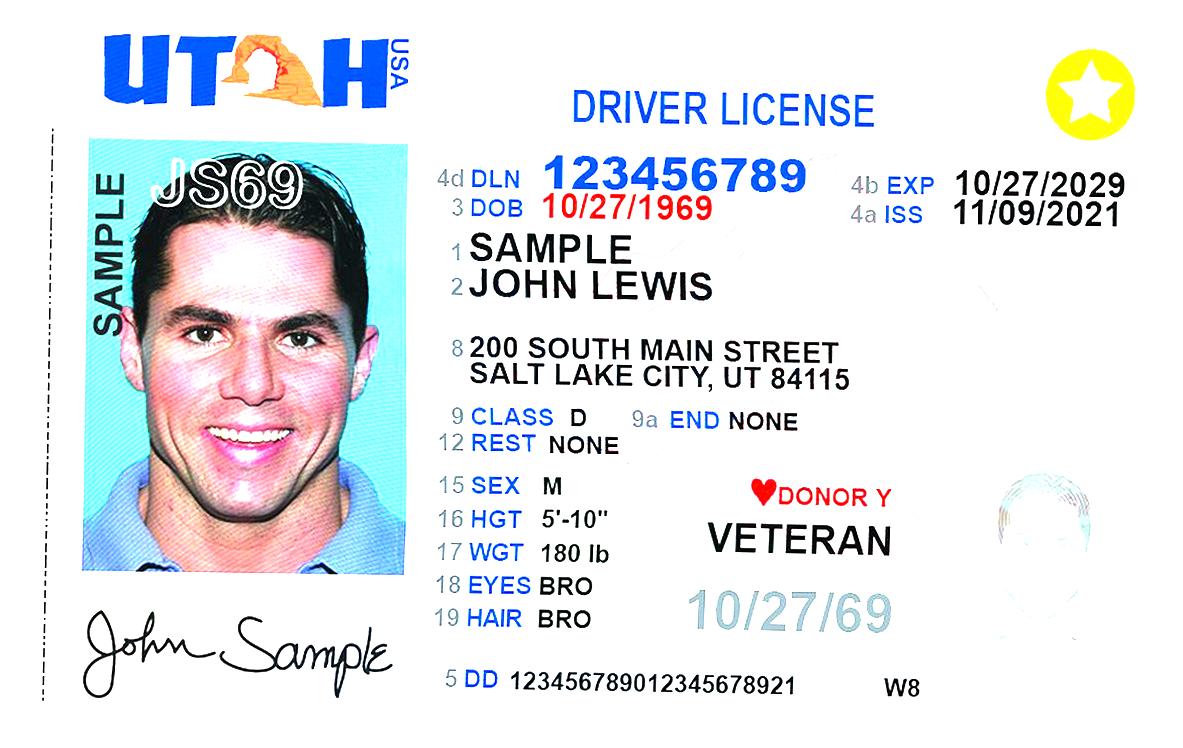 UTAH USA
DRIVER LICENSE
SAMPLE
JS69
4d DLN 123456789
3 DOB 10/27/1969
4b EXP 10/27/2029
4a ISS 11/09/2021
1 SAMPLE
2 JOHN LEWIS
8 200 SOUTH MAIN STREET
SALT LAKE CITY, UT 84115
9 CLASS D 9a END NONE
12 REST NONE
15 SEX M
16 HGT 5'-10"
17 WGT 180 lb
18 EYES BRO
19 HAIR BRO
DONOR Y
VETERAN
10/27/69
John Sample
5 DD 123456789012345678921
W8